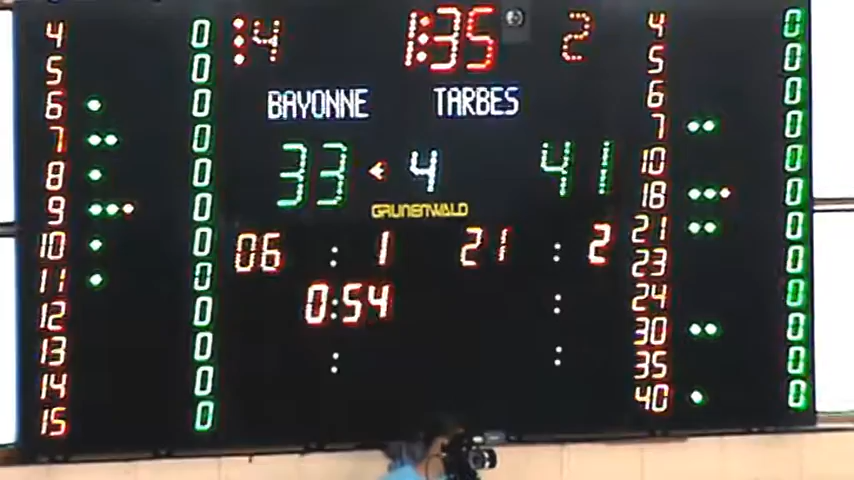 4 0 :4 1:35 2 4 0
5 0 5 0
6 0 BAYONNE TARBES 6 0
7 0 7 0
8 0 33 4 41 10 0
9 0 GRUNENWALD 18 0
10 0 06 : 1 21 : 2 21 0
11 0 23 0
12 0 0:54 : 24 0
13 0 30 0
14 0 : : 35 0
15 0 40 0